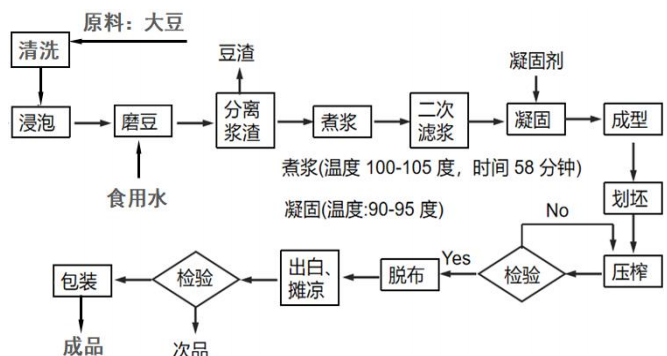 原料：大豆
清洗
浸泡
磨豆
食用水
豆渣
分离
浆渣
煮浆
二次
滤浆
凝固剂
凝固
成型
煮浆(温度 100-105 度，时间 58 分钟)
凝固(温度:90-95 度)
划坯
No
压榨
检验
Yes
脱布
出白、
摊凉
检验
次品
包装
成品